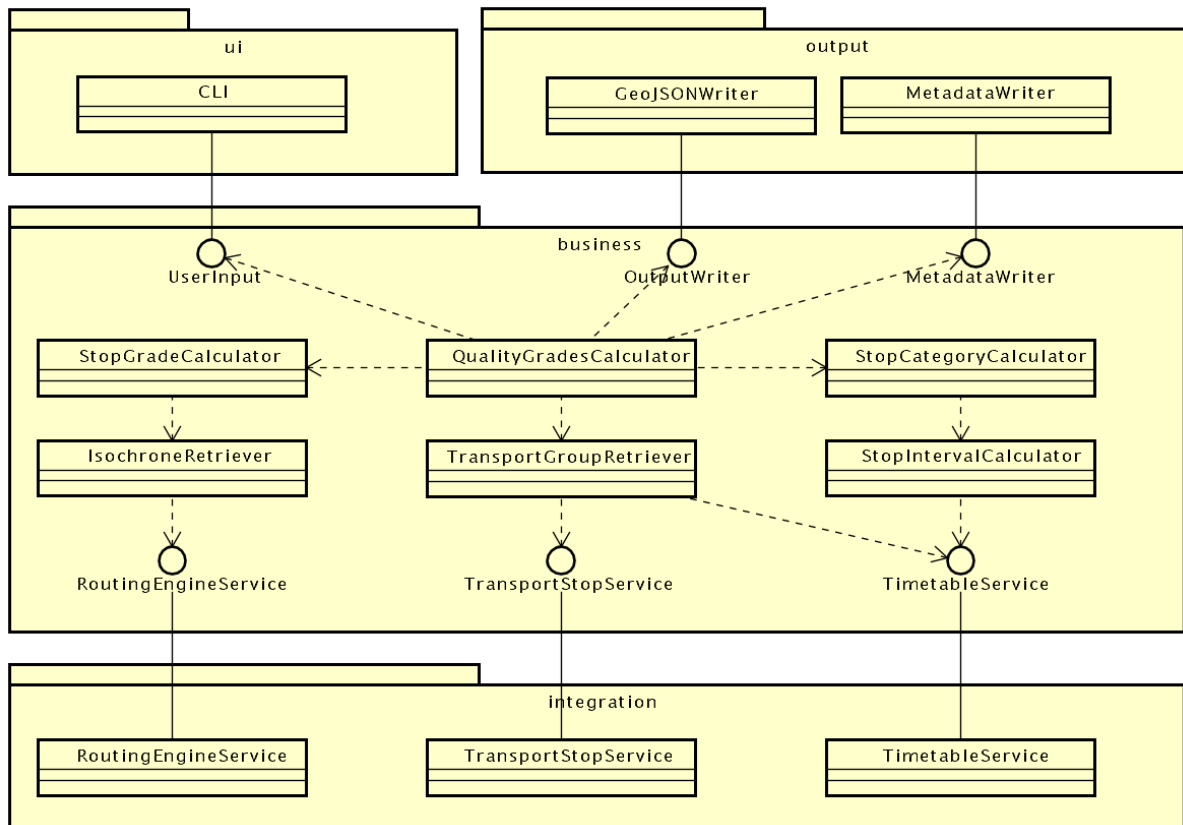 ui
output
CLI
GeoJSONWriter
MetadataWriter
business
UserInput
OutputWriter
MetadataWriter
StopGradeCalculator
QualityGradesCalculator
StopCategoryCalculator
IsochroneRetriever
TransportGroupRetriever
StopIntervalCalculator
RoutingEngineService
TransportStopService
TimetableService
integration
RoutingEngineService
TransportStopService
TimetableService